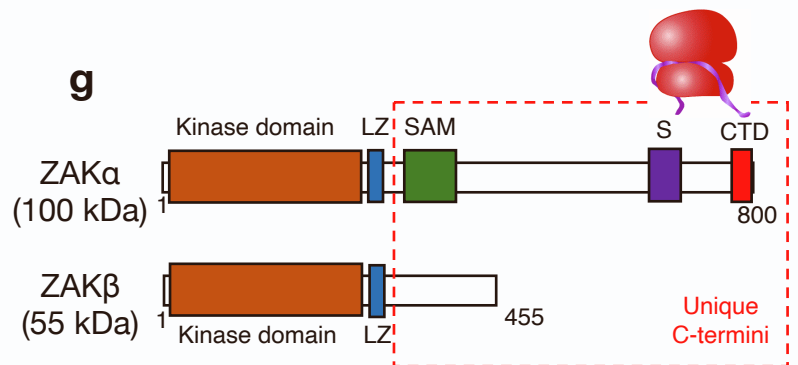 g
Kinase domain LZ SAM S CTD
ZAKα
(100 kDa) 1 800
ZAKβ
(55 kDa) 1 455
Kinase domain LZ
Unique
C-termini